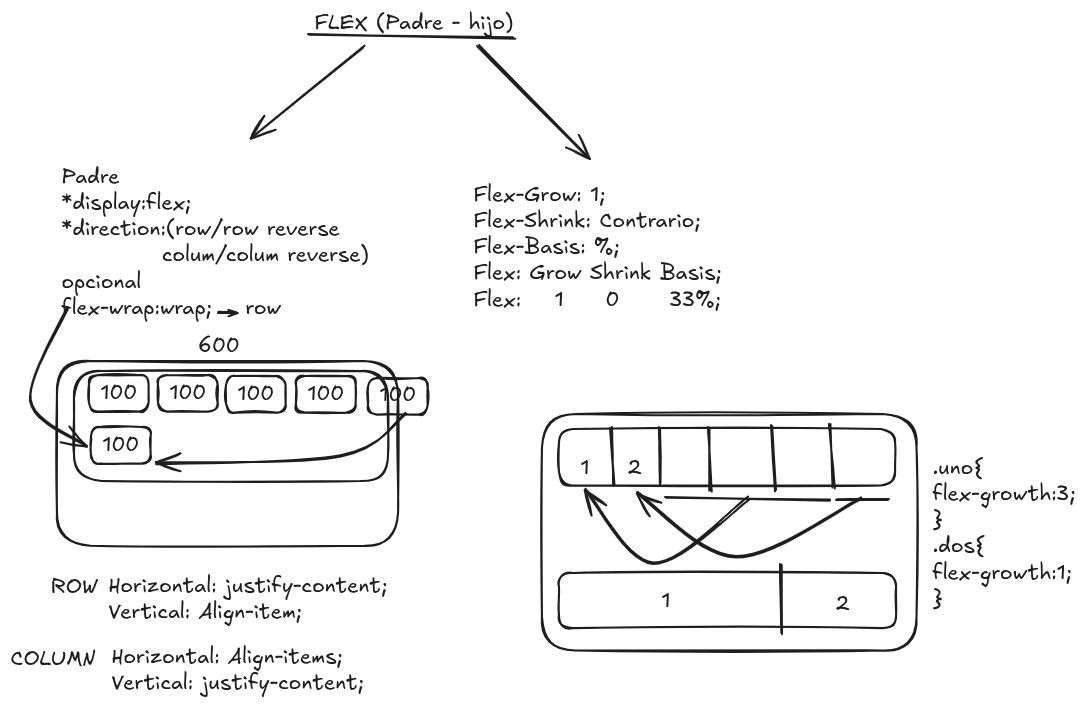 FLEX (Padre - hijo)
Padre
*display:flex;
*direction:(row/row reverse
colum/colum reverse)
opcional
flex-wrap:wrap; → row
600
100 100 100 100 100
100
ROW Horizontal: justify-content;
Vertical: Align-item;
COLUMN Horizontal: Align-items;
Vertical: justify-content;
Flex-Grow: 1;
Flex-Shrink: Contrario;
Flex-Basis: %;
Flex: Grow Shrink Basis;
Flex: 1 0 33%;
1 2
1 2
.uno{
flex-growth:3;
}
.dos{
flex-growth:1;
}